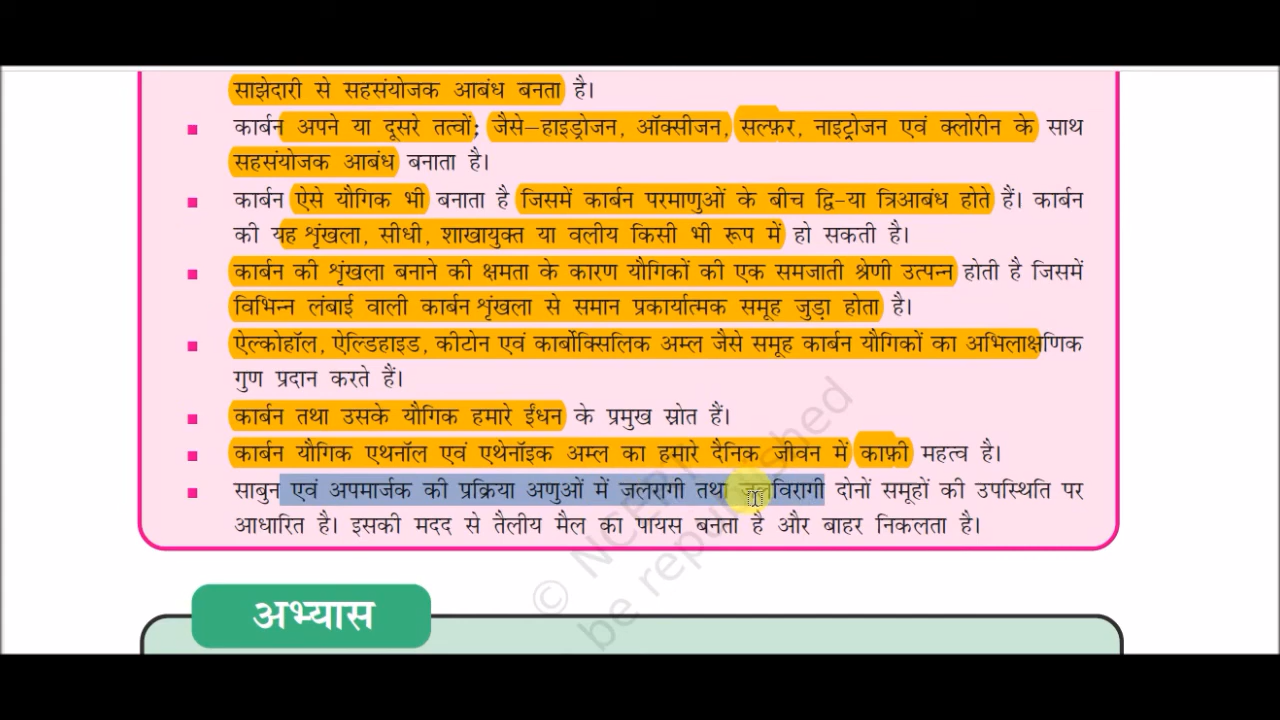 साझेदारी से सहसंयोजक आबंध बनता है।
कार्बन अपने या दूसरे तत्वों; जैसे–हाइड्रोजन, ऑक्सीजन, सल्फ़र, नाइट्रोजन एवं क्लोरीन के साथ
सहसंयोजक आबंध बनाता है।
कार्बन ऐसे यौगिक भी बनाता है जिसमें कार्बन परमाणुओं के बीच द्वि-या त्रिआबंध होते हैं। कार्बन
की यह शृंखला, सीधी, शाखायुक्त या वलीय किसी भी रूप में हो सकती है।
कार्बन की शृंखला बनाने की क्षमता के कारण यौगिकों की एक समजाती श्रेणी उत्पन्न होती है जिसमें
विभिन्न लंबाई वाली कार्बन शृंखला से समान प्रकार्यात्मक समूह जुड़ा होता है।
ऐल्कोहॉल, ऐल्डिहाइड, कीटोन एवं कार्बोक्सिलिक अम्ल जैसे समूह कार्बन यौगिकों का अभिलाक्षणिक
गुण प्रदान करते हैं।
कार्बन तथा उसके यौगिक हमारे ईंधन के प्रमुख स्रोत हैं।
कार्बन यौगिक एथनॉल एवं एथेनॉइक अम्ल का हमारे दैनिक जीवन में काफ़ी महत्व है।
साबुन एवं अपमार्जक की प्रक्रिया अणुओं में जलरागी तथा जलविरागी दोनों समूहों की उपस्थिति पर
आधारित है। इसकी मदद से तैलीय मैल का पायस बनता है और बाहर निकलता है।
© NCERT
be republished
अभ्यास